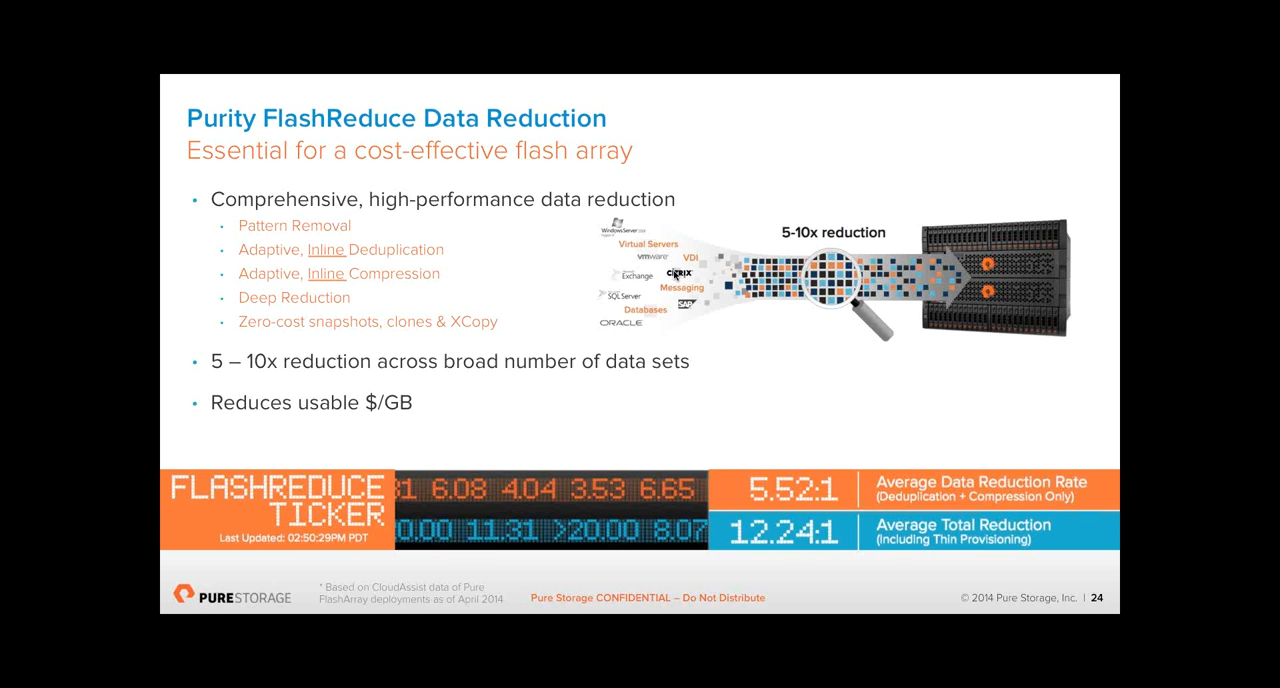 Purity FlashReduce Data Reduction
Essential for a cost-effective flash array
• Comprehensive, high-performance data reduction
• Pattern Removal
• Adaptive, Inline Deduplication
• Adaptive, Inline Compression
• Deep Reduction
• Zero-cost snapshots, clones & XCopy
• 5 – 10x reduction across broad number of data sets
• Reduces usable $/GB
Windows Server
Virtual Servers
vmware
VDI
Exchange
CITRIX
Messaging
SQL Server
SAP
Databases
ORACLE
5-10x reduction
FLASHREDUCE
TICKER
Last Updated: 02:50:29PM PDT
31 6.08 4.04 3.53 6.65
0.00 11.31 >20.00 8.07
5.52:1
Average Data Reduction Rate
(Deduplication + Compression Only)
12.24:1
Average Total Reduction
(Including Thin Provisioning)
PURESTORAGE
* Based on CloudAssist data of Pure
FlashArray deployments as of April 2014.
Pure Storage CONFIDENTIAL – Do Not Distribute
© 2014 Pure Storage, Inc. | 24